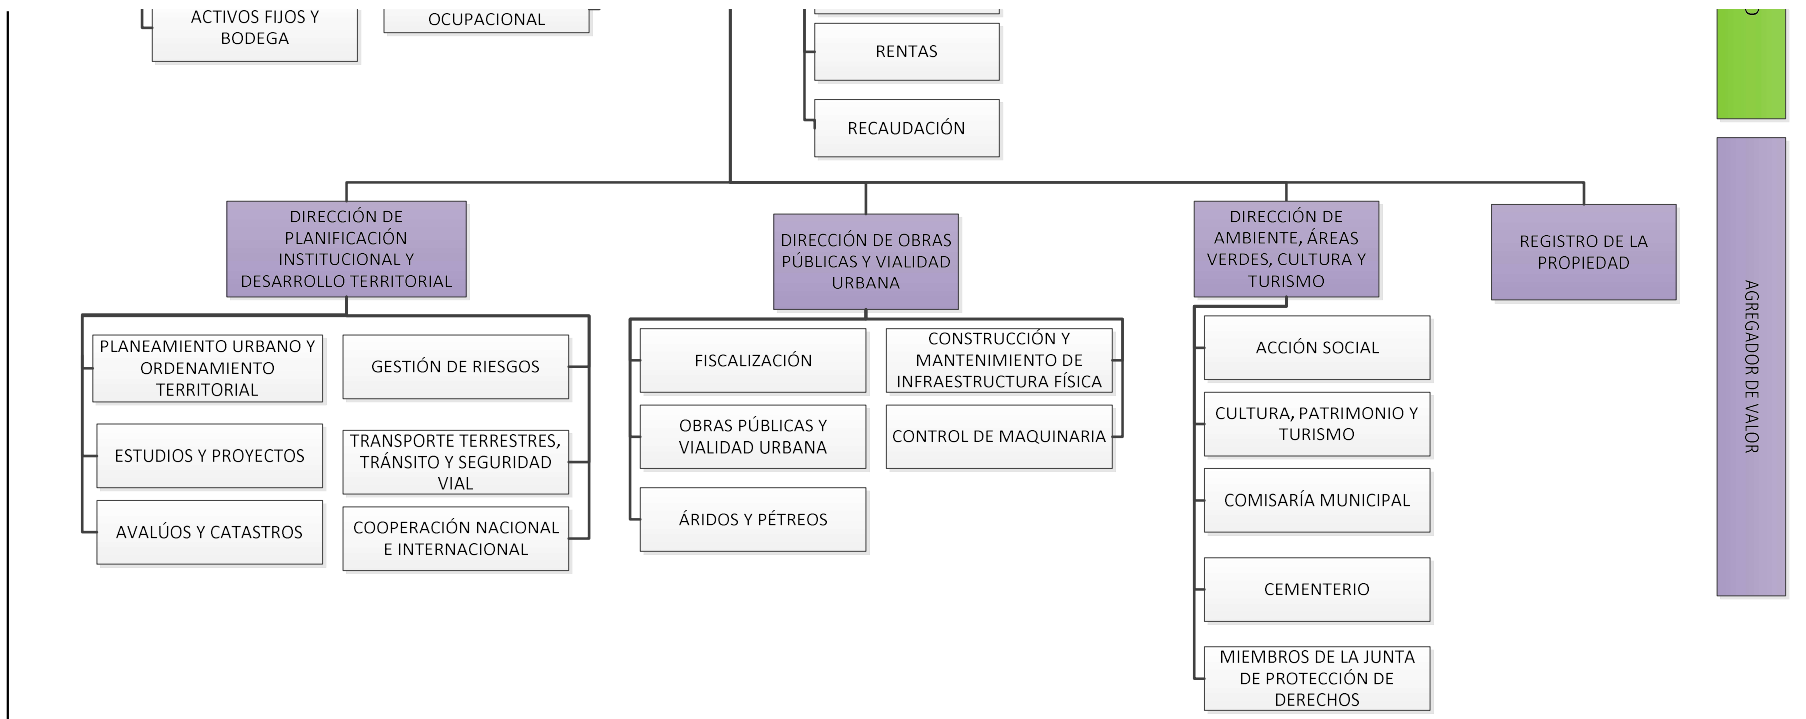 ACTIVOS FIJOS Y
BODEGA
OCUPACIONAL
RENTAS
RECAUDACIÓN
DIRECCIÓN DE
PLANIFICACIÓN
INSTITUCIONAL Y
DESARROLLO TERRITORIAL
DIRECCIÓN DE OBRAS
PÚBLICAS Y VIALIDAD
URBANA
DIRECCIÓN DE
AMBIENTE, ÁREAS
VERDES, CULTURA Y
TURISMO
REGISTRO DE LA
PROPIEDAD
PLANEAMIENTO URBANO Y
ORDENAMIENTO
TERRITORIAL
ESTUDIOS Y PROYECTOS
AVALÚOS Y CATASTROS
GESTIÓN DE RIESGOS
TRANSPORTE TERRESTRES,
TRÁNSITO Y SEGURIDAD
VIAL
COOPERACIÓN NACIONAL
E INTERNACIONAL
FISCALIZACIÓN
OBRAS PÚBLICAS Y
VIALIDAD URBANA
ÁRIDOS Y PÉTREOS
CONSTRUCCIÓN Y
MANTENIMIENTO DE
INFRAESTRUCTURA FÍSICA
CONTROL DE MAQUINARIA
ACCIÓN SOCIAL
CULTURA, PATRIMONIO Y
TURISMO
COMISARÍA MUNICIPAL
CEMENTERIO
MIEMBROS DE LA JUNTA
DE PROTECCIÓN DE
DERECHOS
AGREGADOR DE VALOR